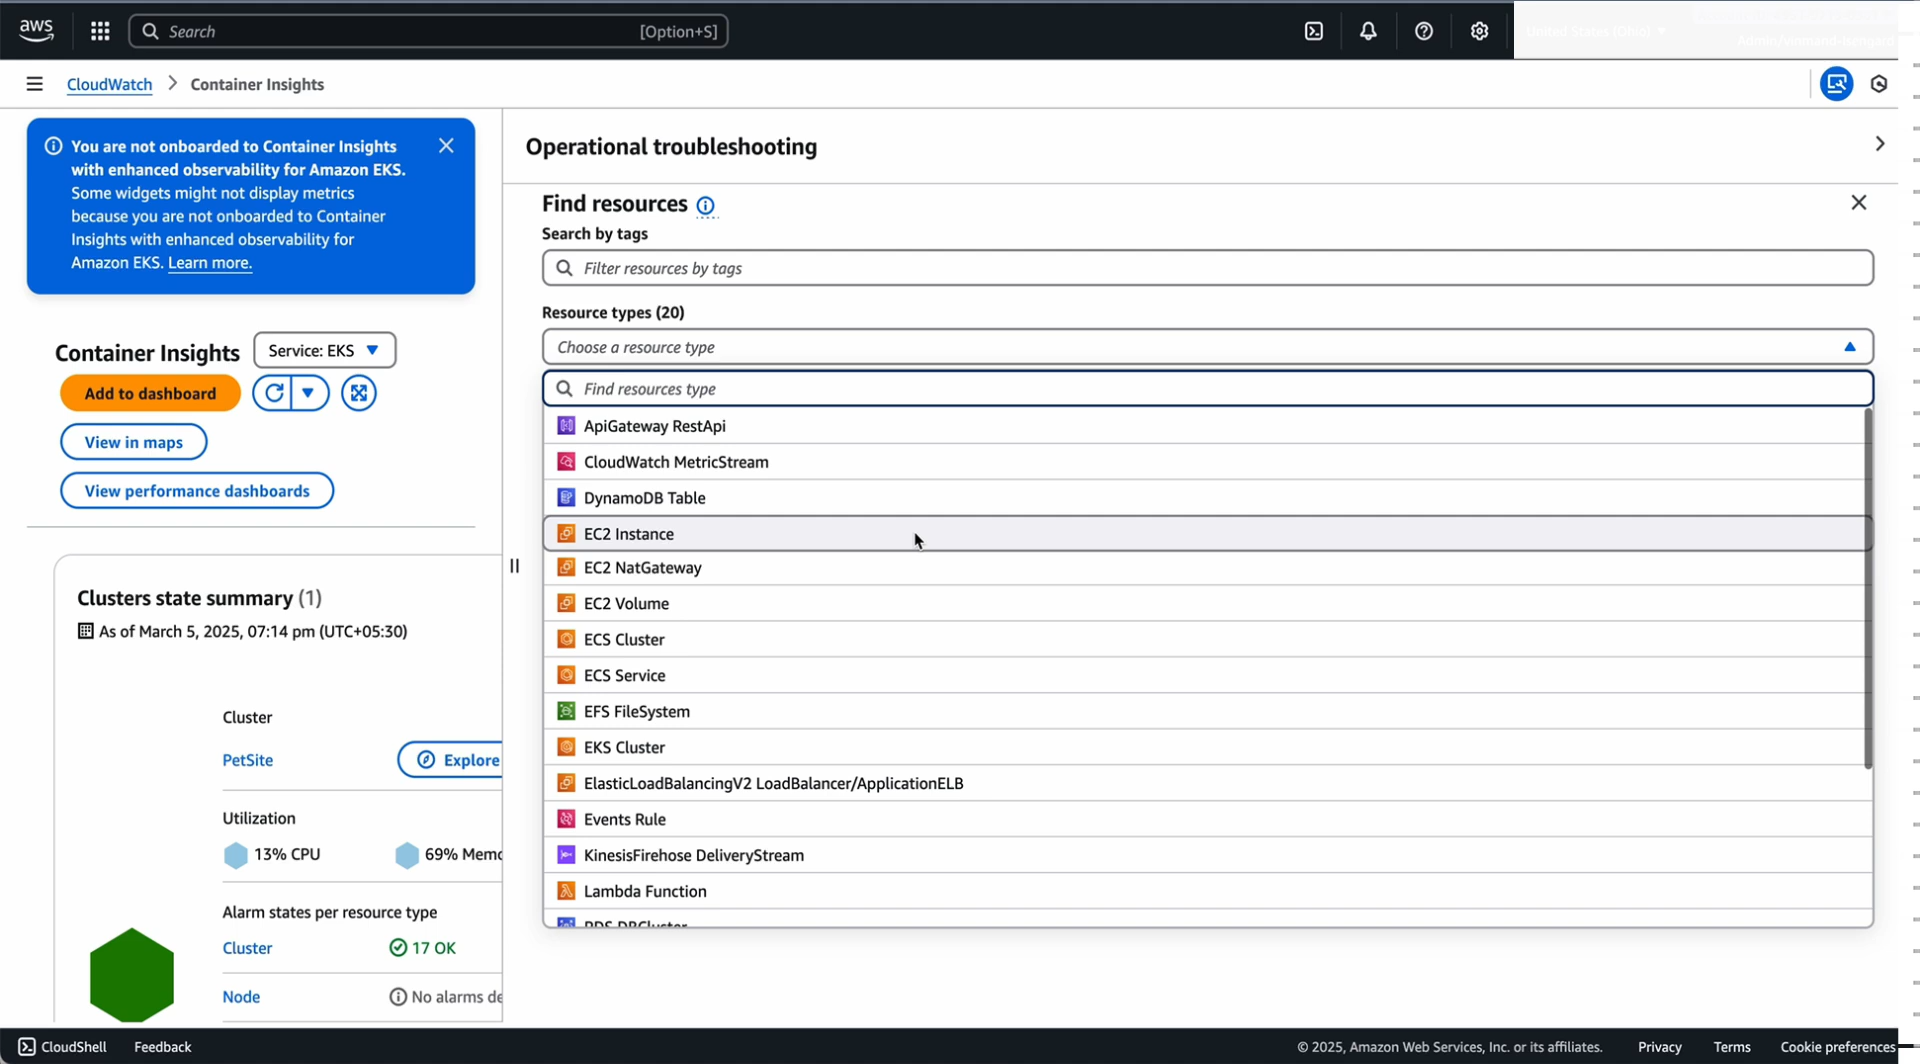 aws
Search
[Option+S]
United States (Ohio)
CloudWatch
Container Insights
You are not onboarded to Container Insights
with enhanced observability for Amazon EKS.
Some widgets might not display metrics
because you are not onboarded to Container
Insights with enhanced observability for
Amazon EKS. Learn more.
Container Insights
Service: EKS
Add to dashboard
View in maps
View performance dashboards
Clusters state summary (1)
As of March 5, 2025, 07:14 pm (UTC+05:30)
Cluster
PetSite
Explore
Utilization
13% CPU
69% Memo
Alarm states per resource type
Cluster
17 OK
Node
No alarms de
Operational troubleshooting
Find resources
Search by tags
Filter resources by tags
Resource types (20)
Choose a resource type
Find resources type
ApiGateway RestApi
CloudWatch MetricStream
DynamoDB Table
EC2 Instance
EC2 NatGateway
EC2 Volume
ECS Cluster
ECS Service
EFS FileSystem
EKS Cluster
ElasticLoadBalancingV2 LoadBalancer/ApplicationELB
Events Rule
KinesisFirehose DeliveryStream
Lambda Function
RDS DBCluster
CloudShell
Feedback
© 2025, Amazon Web Services, Inc. or its affiliates.
Privacy
Terms
Cookie preferences